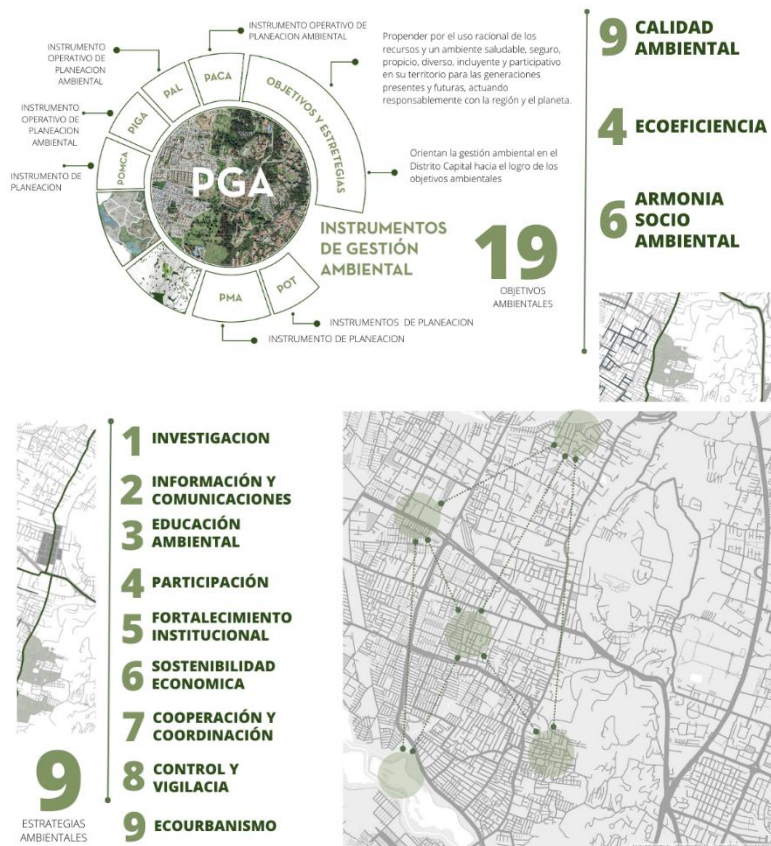 INSTRUMENTO OPERATIVO DE
PLANEACION AMBIENTAL
INSTRUMENTO
OPERATIVO DE
PLANEACION
AMBIENTAL
INSTRUMENTO
OPERATIVO DE
PLANEACION
AMBIENTAL
INSTRUMENTO DE
PLANEACION
POMCA
PIGA
PAL
PACA
OBJETIVOS Y ESTRETEGIAS
PGA
INSTRUMENTOS
DE GESTIÓN
AMBIENTAL
PMA
POT
INSTRUMENTOS DE PLANEACION
INSTRUMENTO DE PLANEACION
Propender por el uso racional de los
recursos y un ambiente saludable, seguro,
propicio, diverso, incluyente y participativo
en su territorio para las generaciones
presentes y futuras, actuando
responsablemente con la región y el planeta.
Orientan la gestión ambiental en el
Distrito Capital hacia el logro de los
objetivos ambientales
19
OBJETIVOS
AMBIENTALES
9 CALIDAD
AMBIENTAL
4 ECOEFICIENCIA
6 ARMONIA
SOCIO
AMBIENTAL
9
ESTRATEGIAS
AMBIENTALES
1 INVESTIGACION
2 INFORMACIÓN Y
COMUNICACIONES
3 EDUCACIÓN
AMBIENTAL
4 PARTICIPACIÓN
5 FORTALECIMIENTO
INSTITUCIONAL
6 SOSTENIBILIDAD
ECONOMICA
7 COOPERACIÓN Y
COORDINACIÓN
8 CONTROL Y
VIGILACIA
9 ECOURBANISMO